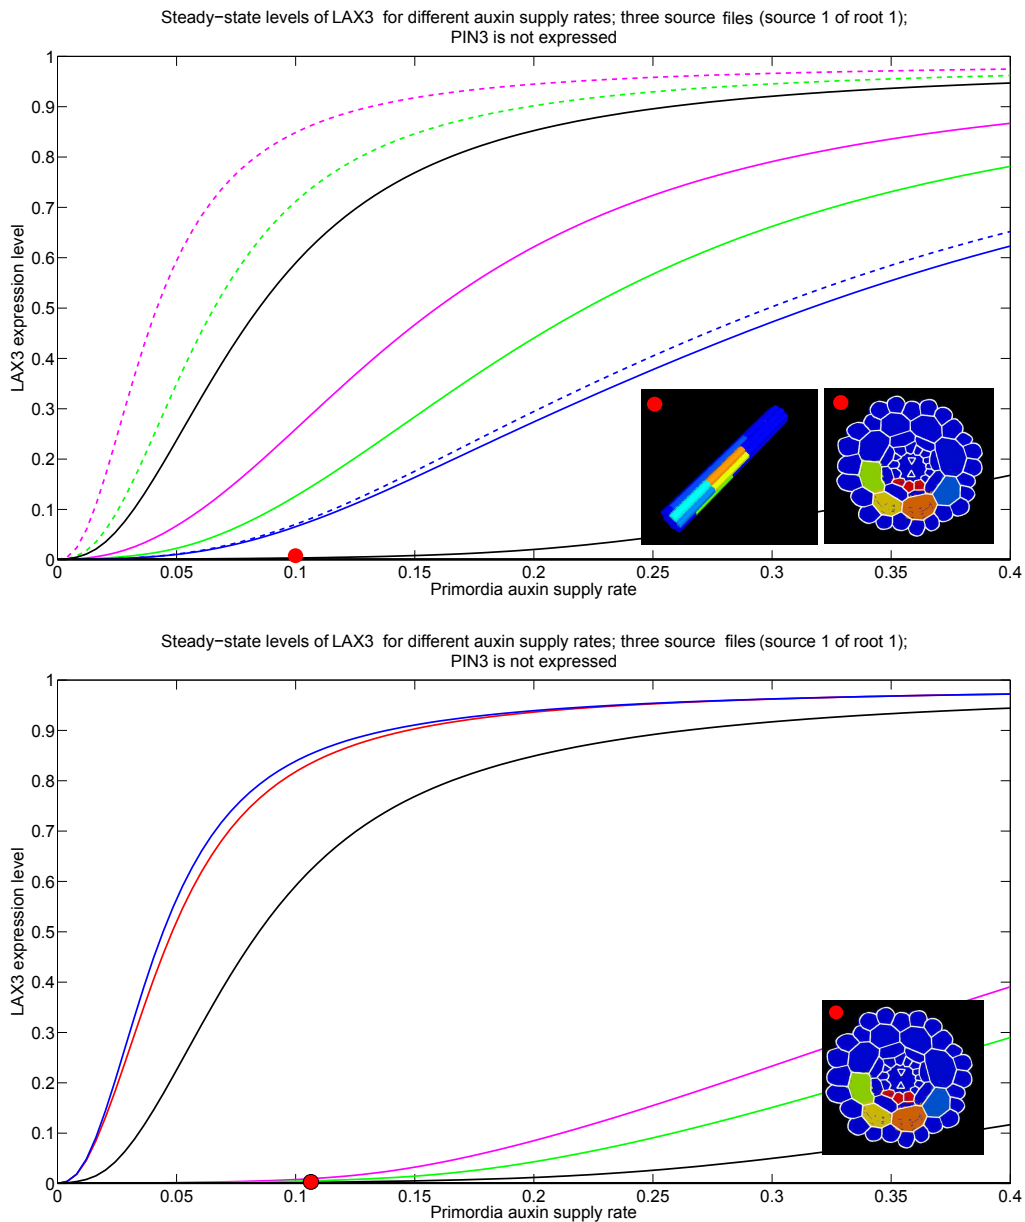 Steady−state levels of LAX3 for different auxin supply rates; three source files (source 1 of root 1);
PIN3 is not expressed
1
0.9
0.8
0.7
0.6
0.5
0.4
0.3
0.2
0.1
0
LAX3 expression level
0 0.05 0.1 0.15 0.2 0.25 0.3 0.35 0.4
Primordia auxin supply rate
Steady−state levels of LAX3 for different auxin supply rates; three source files (source 1 of root 1);
PIN3 is not expressed
1
0.9
0.8
0.7
0.6
0.5
0.4
0.3
0.2
0.1
0
LAX3 expression level
0 0.05 0.1 0.15 0.2 0.25 0.3 0.35 0.4
Primordia auxin supply rate